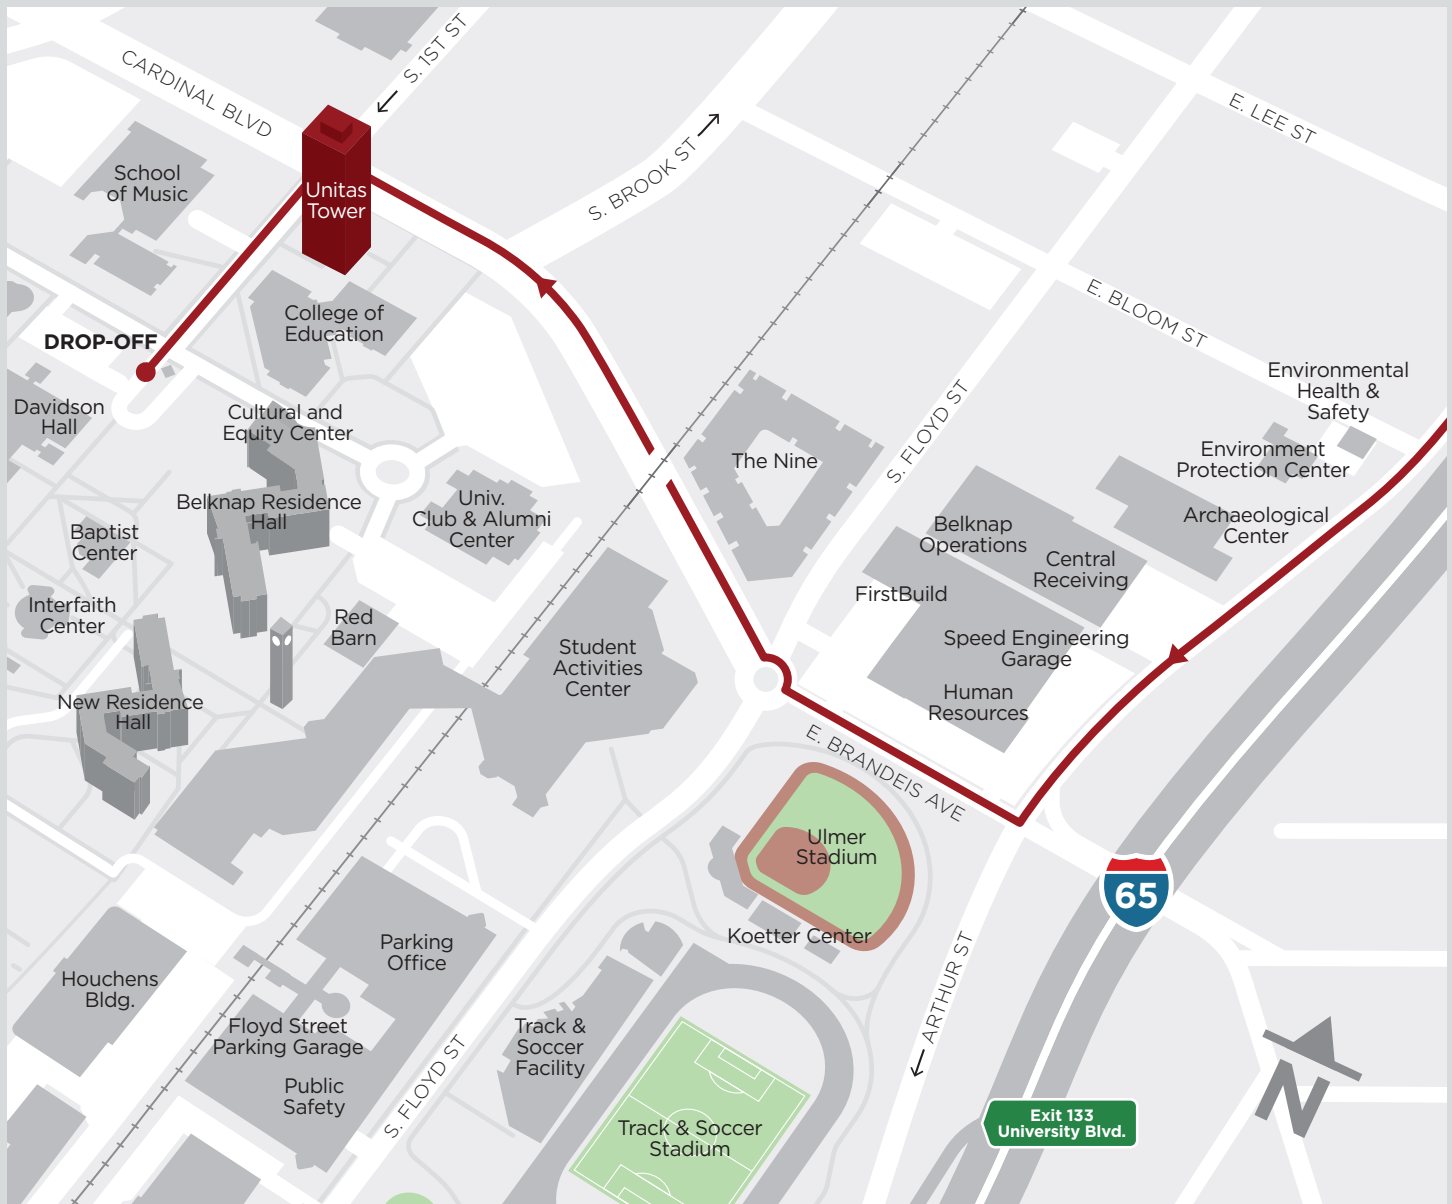 S. 1ST ST
CARDINAL BLVD
E. LEE ST
S. BROOK ST
School
of Music
Unitas
Tower
E. BLOOM ST
College of
Education
DROP-OFF
Environmental
Health &
Safety
Davidson
Hall
Cultural and
Equity Center
S. FLOYD ST
The Nine
Environment
Protection Center
Belknap Residence
Hall
Univ.
Club & Alumni
Center
Archaeological
Center
Baptist
Center
Belknap
Operations
Central
Receiving
FirstBuild
Interfaith
Center
Red
Barn
Speed Engineering
Garage
Student
Activities
Center
New Residence
Hall
Human
Resources
E. BRANDEIS AVE
Ulmer
Stadium
65
Koetter Center
Parking
Office
ARTHUR ST
Houchens
Bldg.
Floyd Street
Parking Garage
Track &
Soccer
Facility
Public
Safety
S. FLOYD ST
Track & Soccer
Stadium
Exit 133
University Blvd.
N